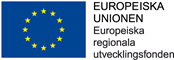 EUROPEISKA
UNIONEN
Europeiska
regionala
utvecklingsfonden